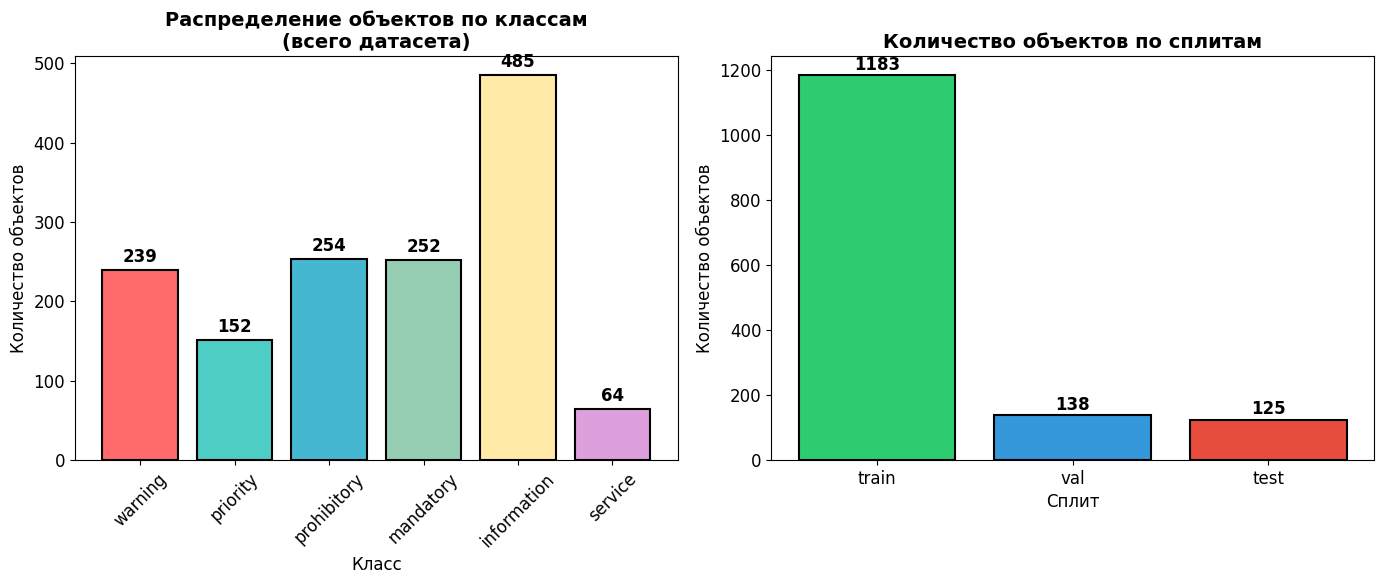 Распределение объектов по классам
(всего датасета)
Количество объектов
500
400
300
200
100
0
239
152
254
252
485
64
warning
priority
prohibitory
mandatory
information
service
Класс
Количество объектов по сплитам
Количество объектов
1200
1000
800
600
400
200
0
1183
138
125
train
val
test
Сплит